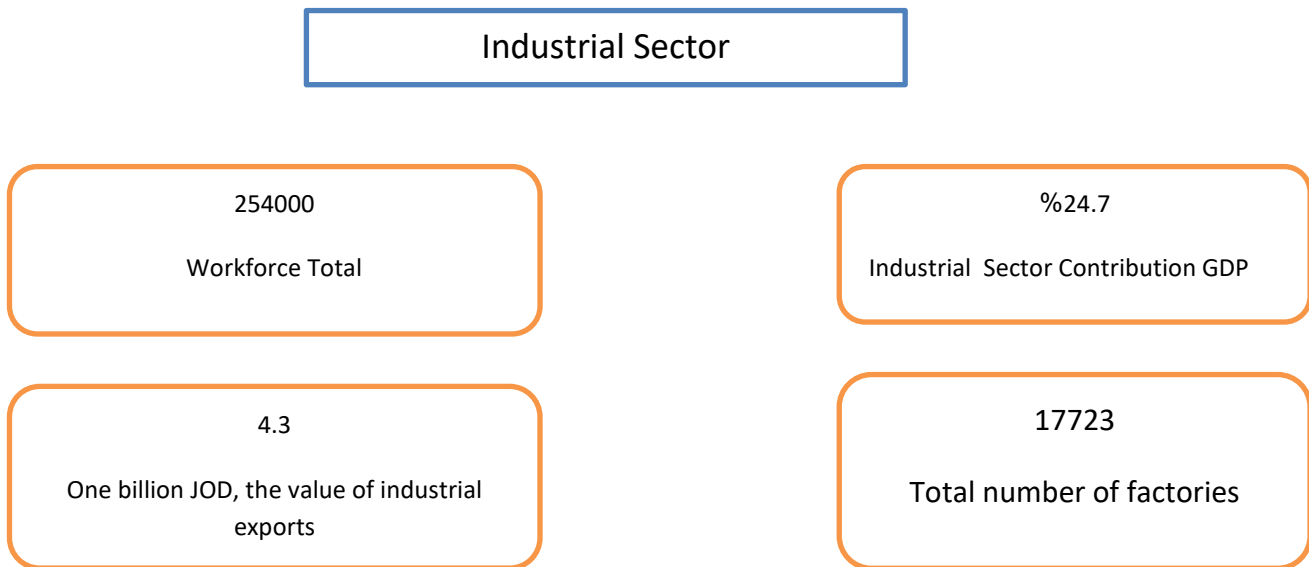 Industrial Sector
254000
Workforce Total
%24.7
Industrial  Sector Contribution GDP
4.3
One billion JOD, the value of industrial
exports
17723
Total number of factories